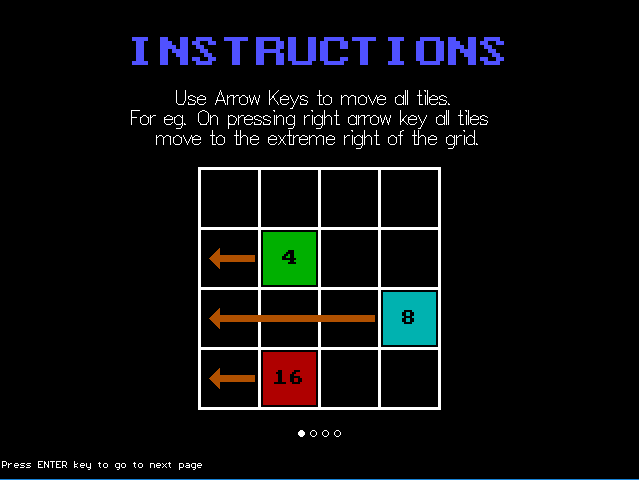 INSTRUCTIONS
Use Arrow Keys to move all tiles.
For eg. On pressing right arrow key all tiles
move to the extreme right of the grid.
4
8
16
Press ENTER key to go to next page